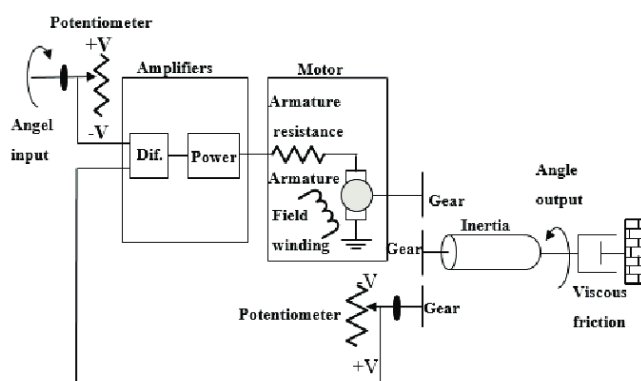 Potentiometer
+V
Amplifiers
Motor
Angel
input
-V
Dif.
Power
Armature
resistance
Armature
Field
winding
Gear
Gear
Inertia
Angle
output
Viscous
friction
Potentiometer
-V
Gear
+V